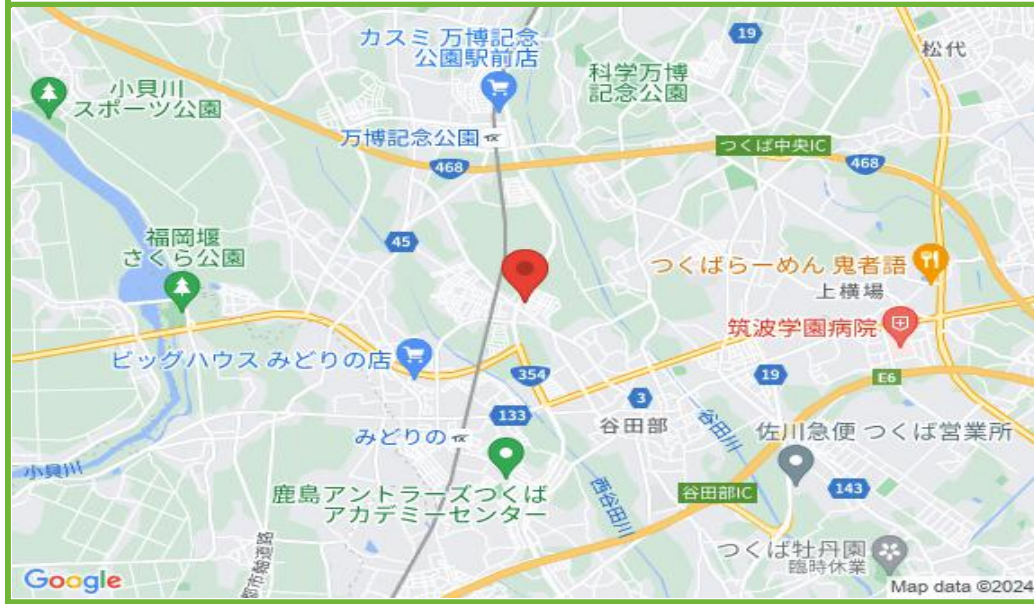 カスミ 万博記念
公園駅前店
19
松代
小貝川
スポーツ公園
科学万博
記念公園
万博記念公園
つくば中央IC
468
468
福岡堰
さくら公園
45
つくばらーめん 鬼者語
上横場
筑波学園病院
ビッグハウス みどりの店
354
19
E6
3
133
谷田部
谷田川
佐川急便 つくば営業所
みどりの
小貝川
鹿島アントラーズつくば
アカデミーセンター
西谷田川
谷田部IC
143
つくば牡丹園
臨時休業
都市軸道路
Google
Map data ©2024